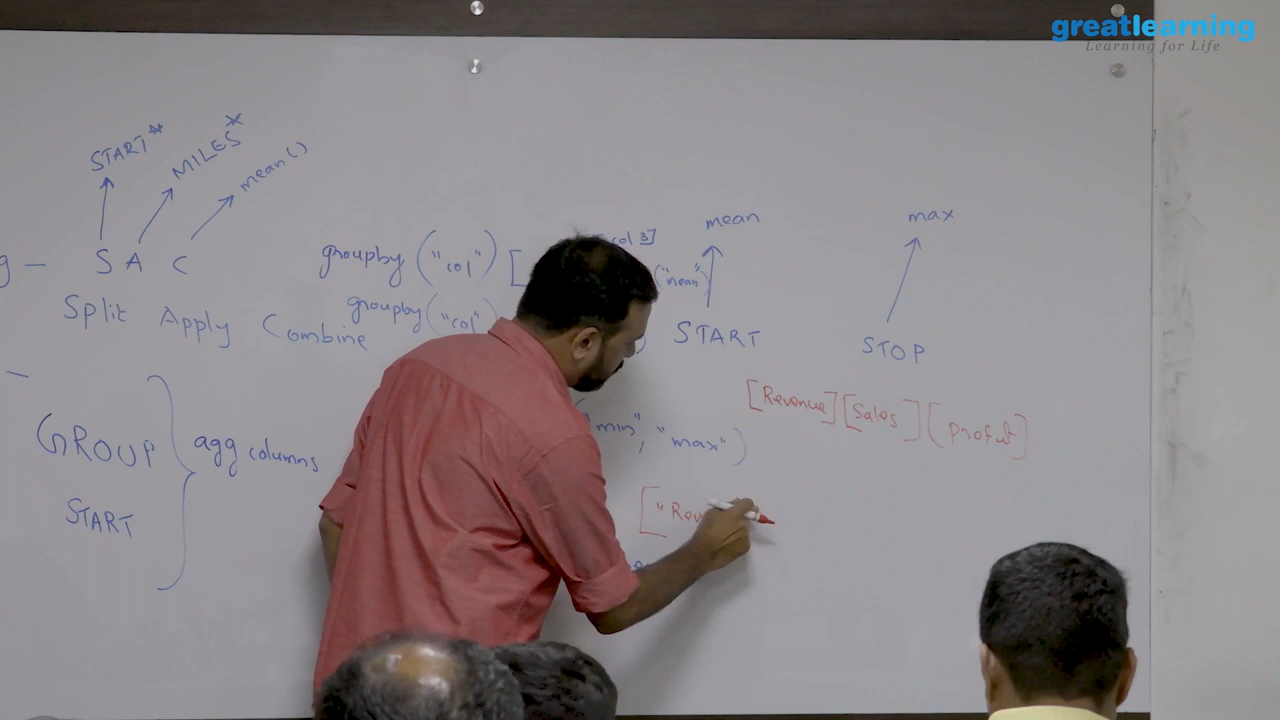 greatlearning
Learning for Life
START* MILES* mean()
S A C
Split Apply Combine
GROUP
START
agg columns
groupby ("col") [ col 3]
("mean")
groupby ("col"
mean max
START STOP
[Revenue] [Sales] [profit]
"min", "max")
["Rev